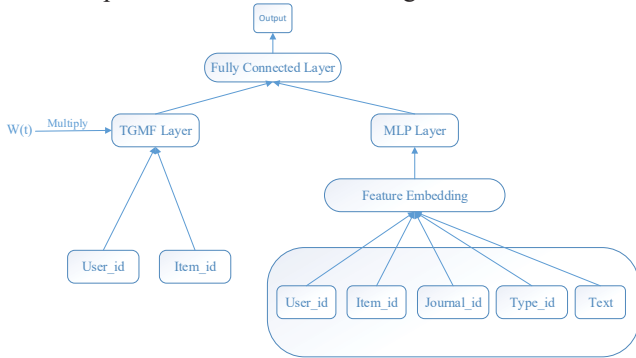 Output
Fully Connected Layer
W(t)
Multiply
TGMF Layer
MLP Layer
Feature Embedding
User_id
Item_id
User_id
Item_id
Journal_id
Type_id
Text